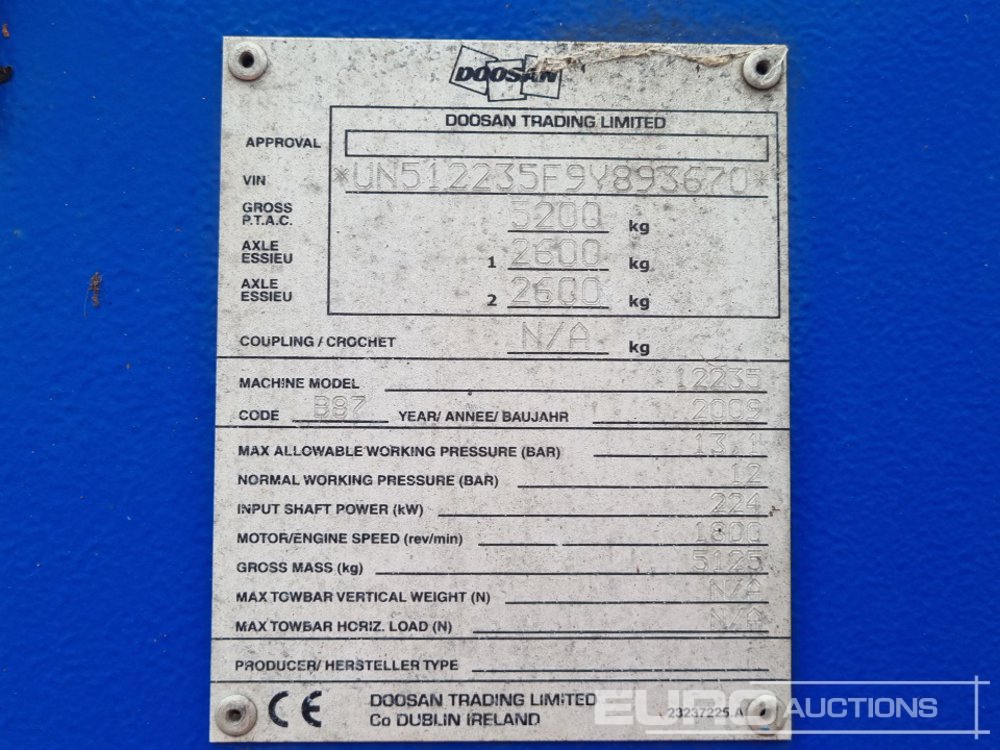 DOOSAN
DOOSAN TRADING LIMITED
APPROVAL
VIN *UN512235F9Y893670*
GROSS P.T.A.C. 5200 kg
AXLE ESSIEU 1 2600 kg
AXLE ESSIEU 2 2600 kg
COUPLING / CROCHET N/A kg
MACHINE MODEL 12235
CODE B87 YEAR/ ANNEE/ BAUJAHR 2009
MAX ALLOWABLE WORKING PRESSURE (BAR)
NORMAL WORKING PRESSURE (BAR) 12
INPUT SHAFT POWER (kW) 224
MOTOR/ENGINE SPEED (rev/min) 1800
GROSS MASS (kg) 5125
MAX TOWBAR VERTICAL WEIGHT (N) N/A
MAX TOWBAR HORIZ. LOAD (N) N/A
PRODUCER/ HERSTELLER TYPE
CE DOOSAN TRADING LIMITED
Co DUBLIN IRELAND
23237225 A
EURO AUCTIONS